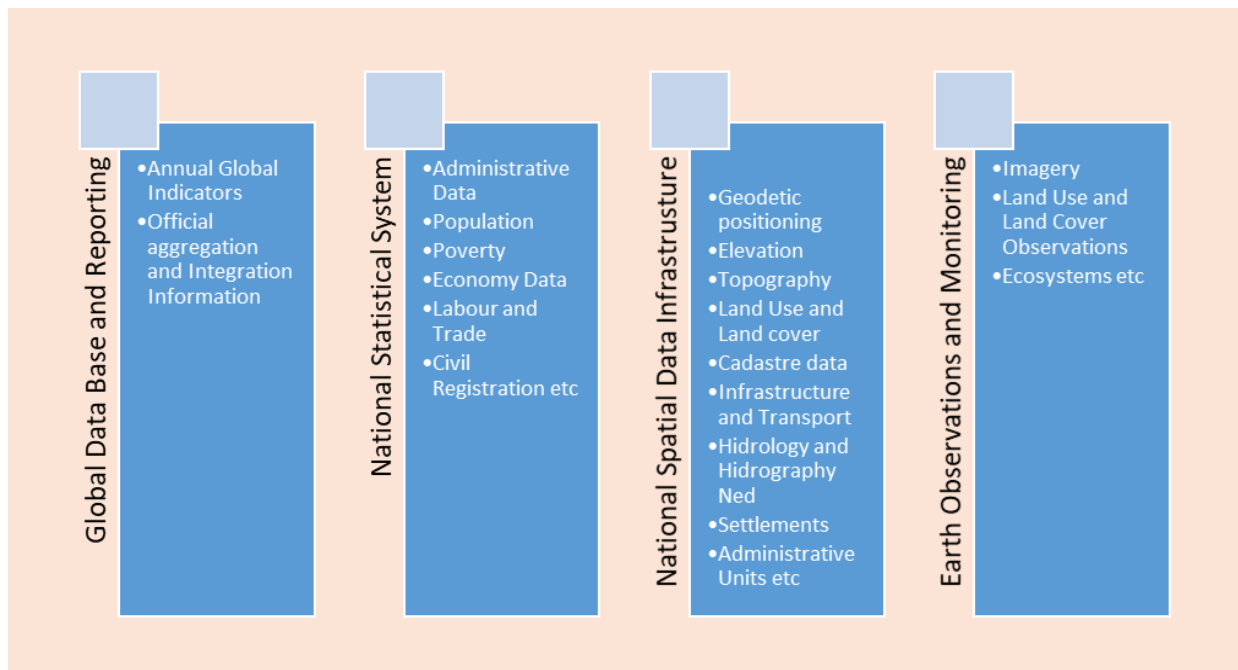 Global Data Base and Reporting
•Annual Global
Indicators
•Official
aggregation
and Integration
Information
National Statistical System
•Administrative
Data
•Population
•Poverty
•Economy Data
•Labour and
Trade
•Civil
Registration etc
National Spatial Data Infrastrusture
•Geodetic
positioning
•Elevation
•Topography
•Land Use and
Land cover
•Cadastre data
•Infrastructure
and Transport
•Hidrology and
Hidrography
Ned
•Settlements
•Administrative
Units etc
Earth Observations and Monitoring
•Imagery
•Land Use and
Land Cover
Observations
•Ecosystems etc